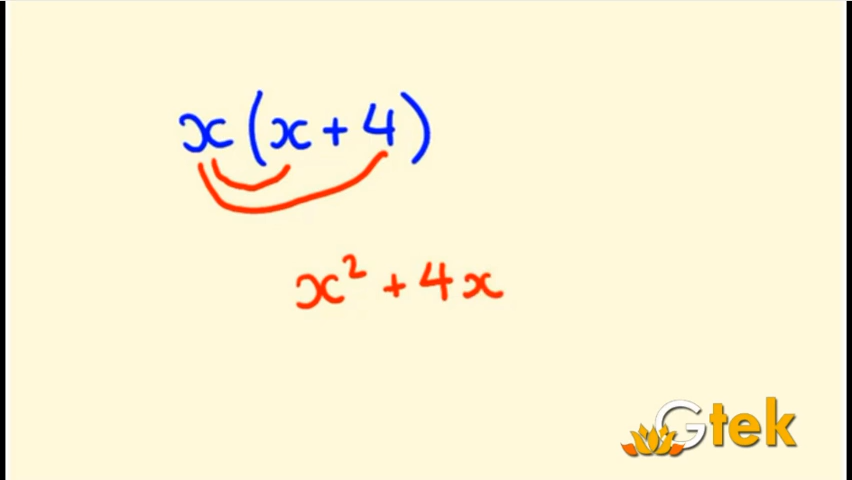 x(x+4)
x² + 4x
Gtek